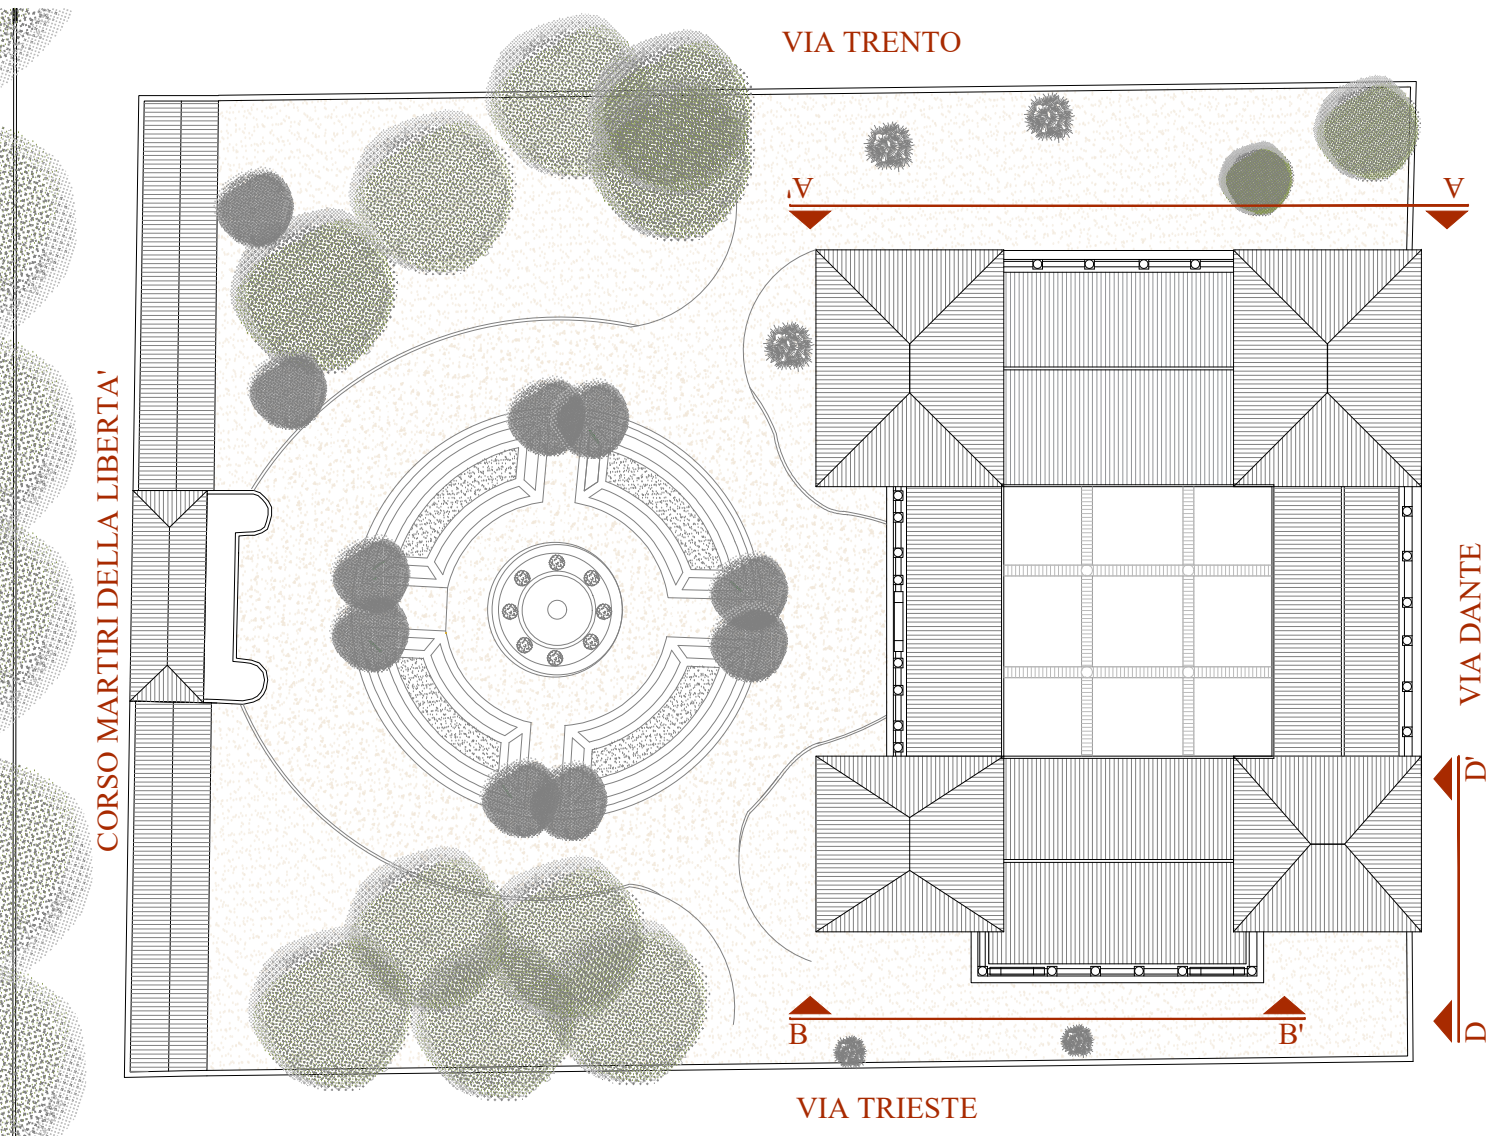 VIA TRENTO
A'
A
CORSO MARTIRI DELLA LIBERTA'
VIA DANTE
D'
B
B'
D
VIA TRIESTE